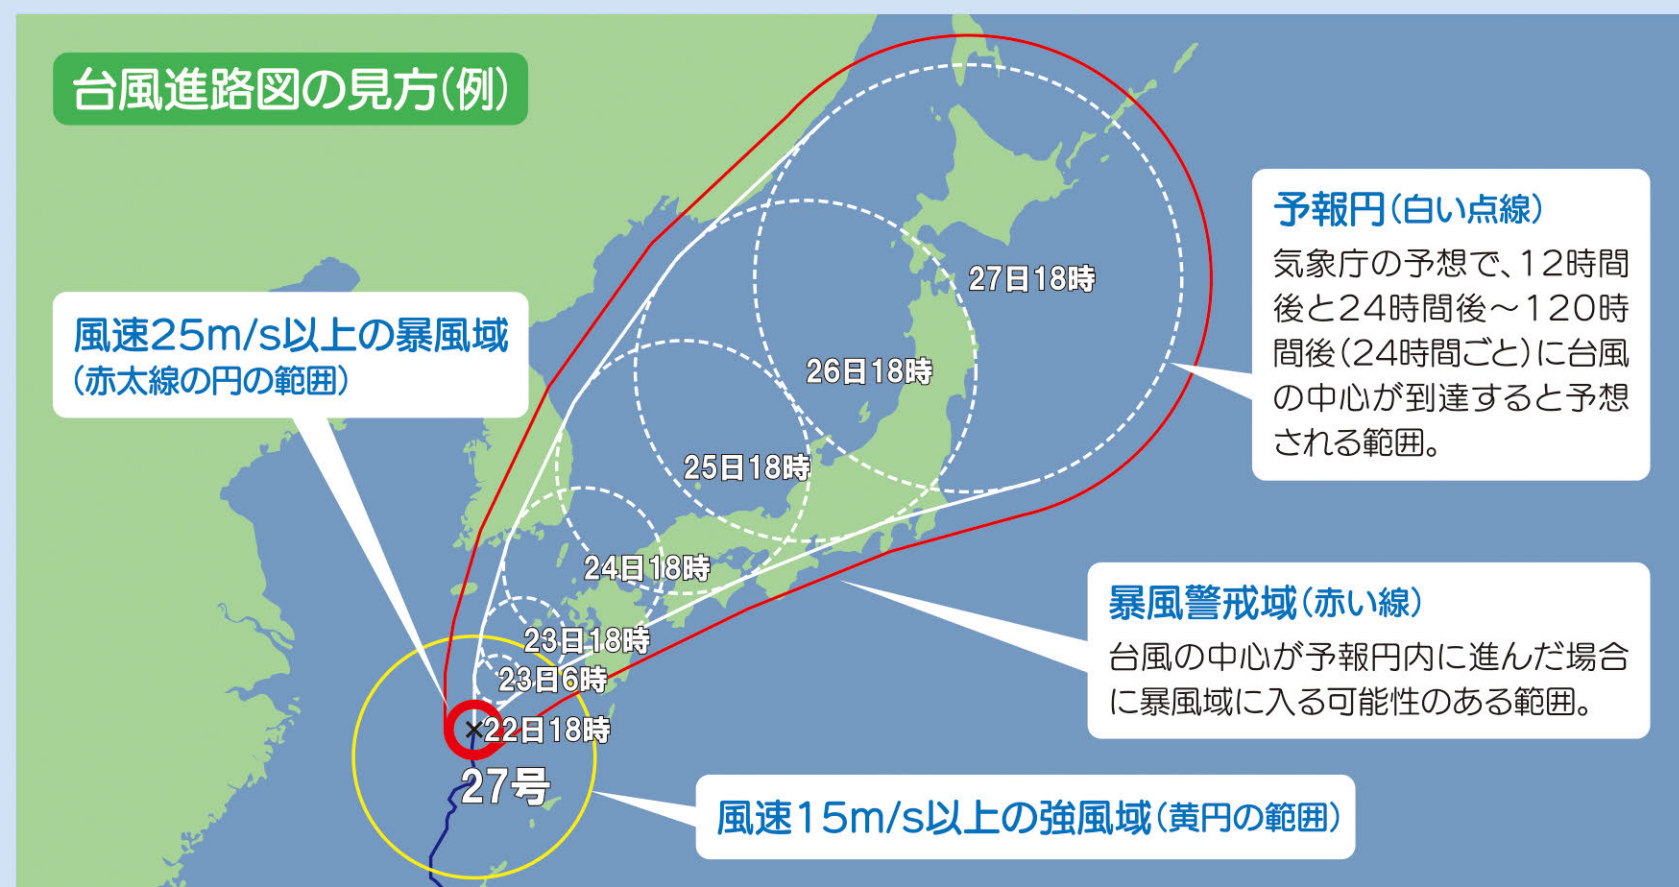 台風進路図の見方(例)
風速25m/s以上の暴風域
(赤太線の円の範囲)
予報円(白い点線)
気象庁の予想で、12時間
後と24時間後〜120時
間後(24時間ごと)に台風
の中心が到達すると予想
される範囲。
27日18時
26日18時
25日18時
24日18時
23日18時
23日6時
22日18時
27号
暴風警戒域(赤い線)
台風の中心が予報円内に進んだ場合
に暴風域に入る可能性のある範囲。
風速15m/s以上の強風域(黄円の範囲)